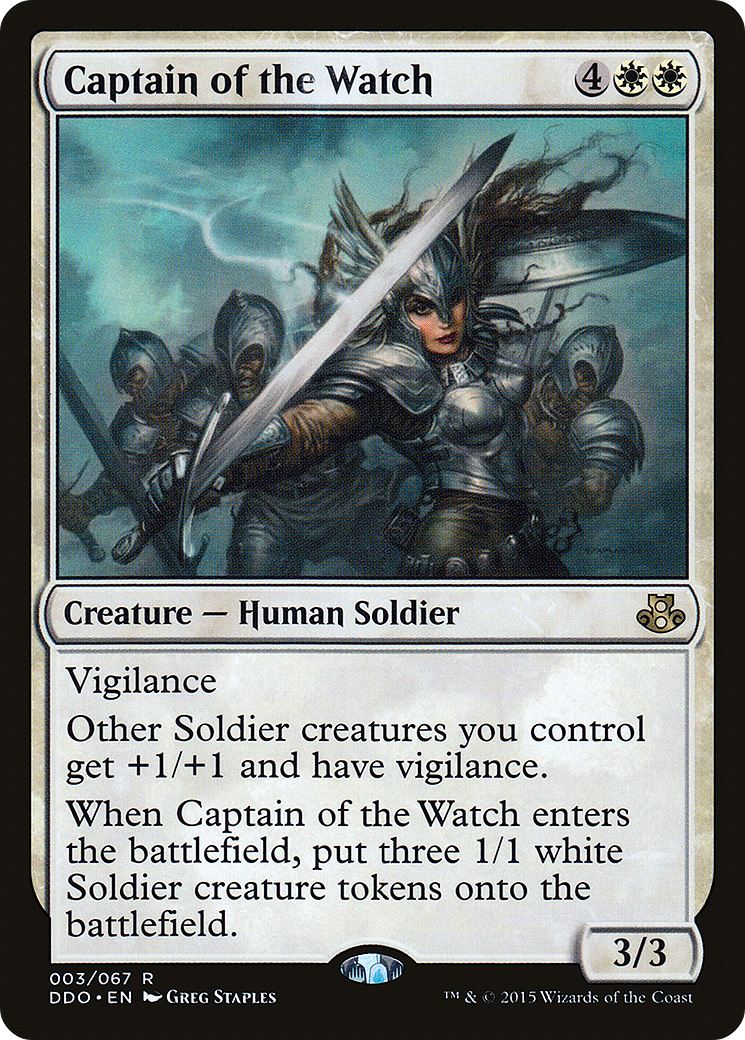 Captain of the Watch 4
Creature — Human Soldier
Vigilance
Other Soldier creatures you control
get +1/+1 and have vigilance.
When Captain of the Watch enters
the battlefield, put three 1/1 white
Soldier creature tokens onto the
battlefield.
3/3
003/067 R
DDO • EN Greg Staples
™ & © 2015 Wizards of the Coast